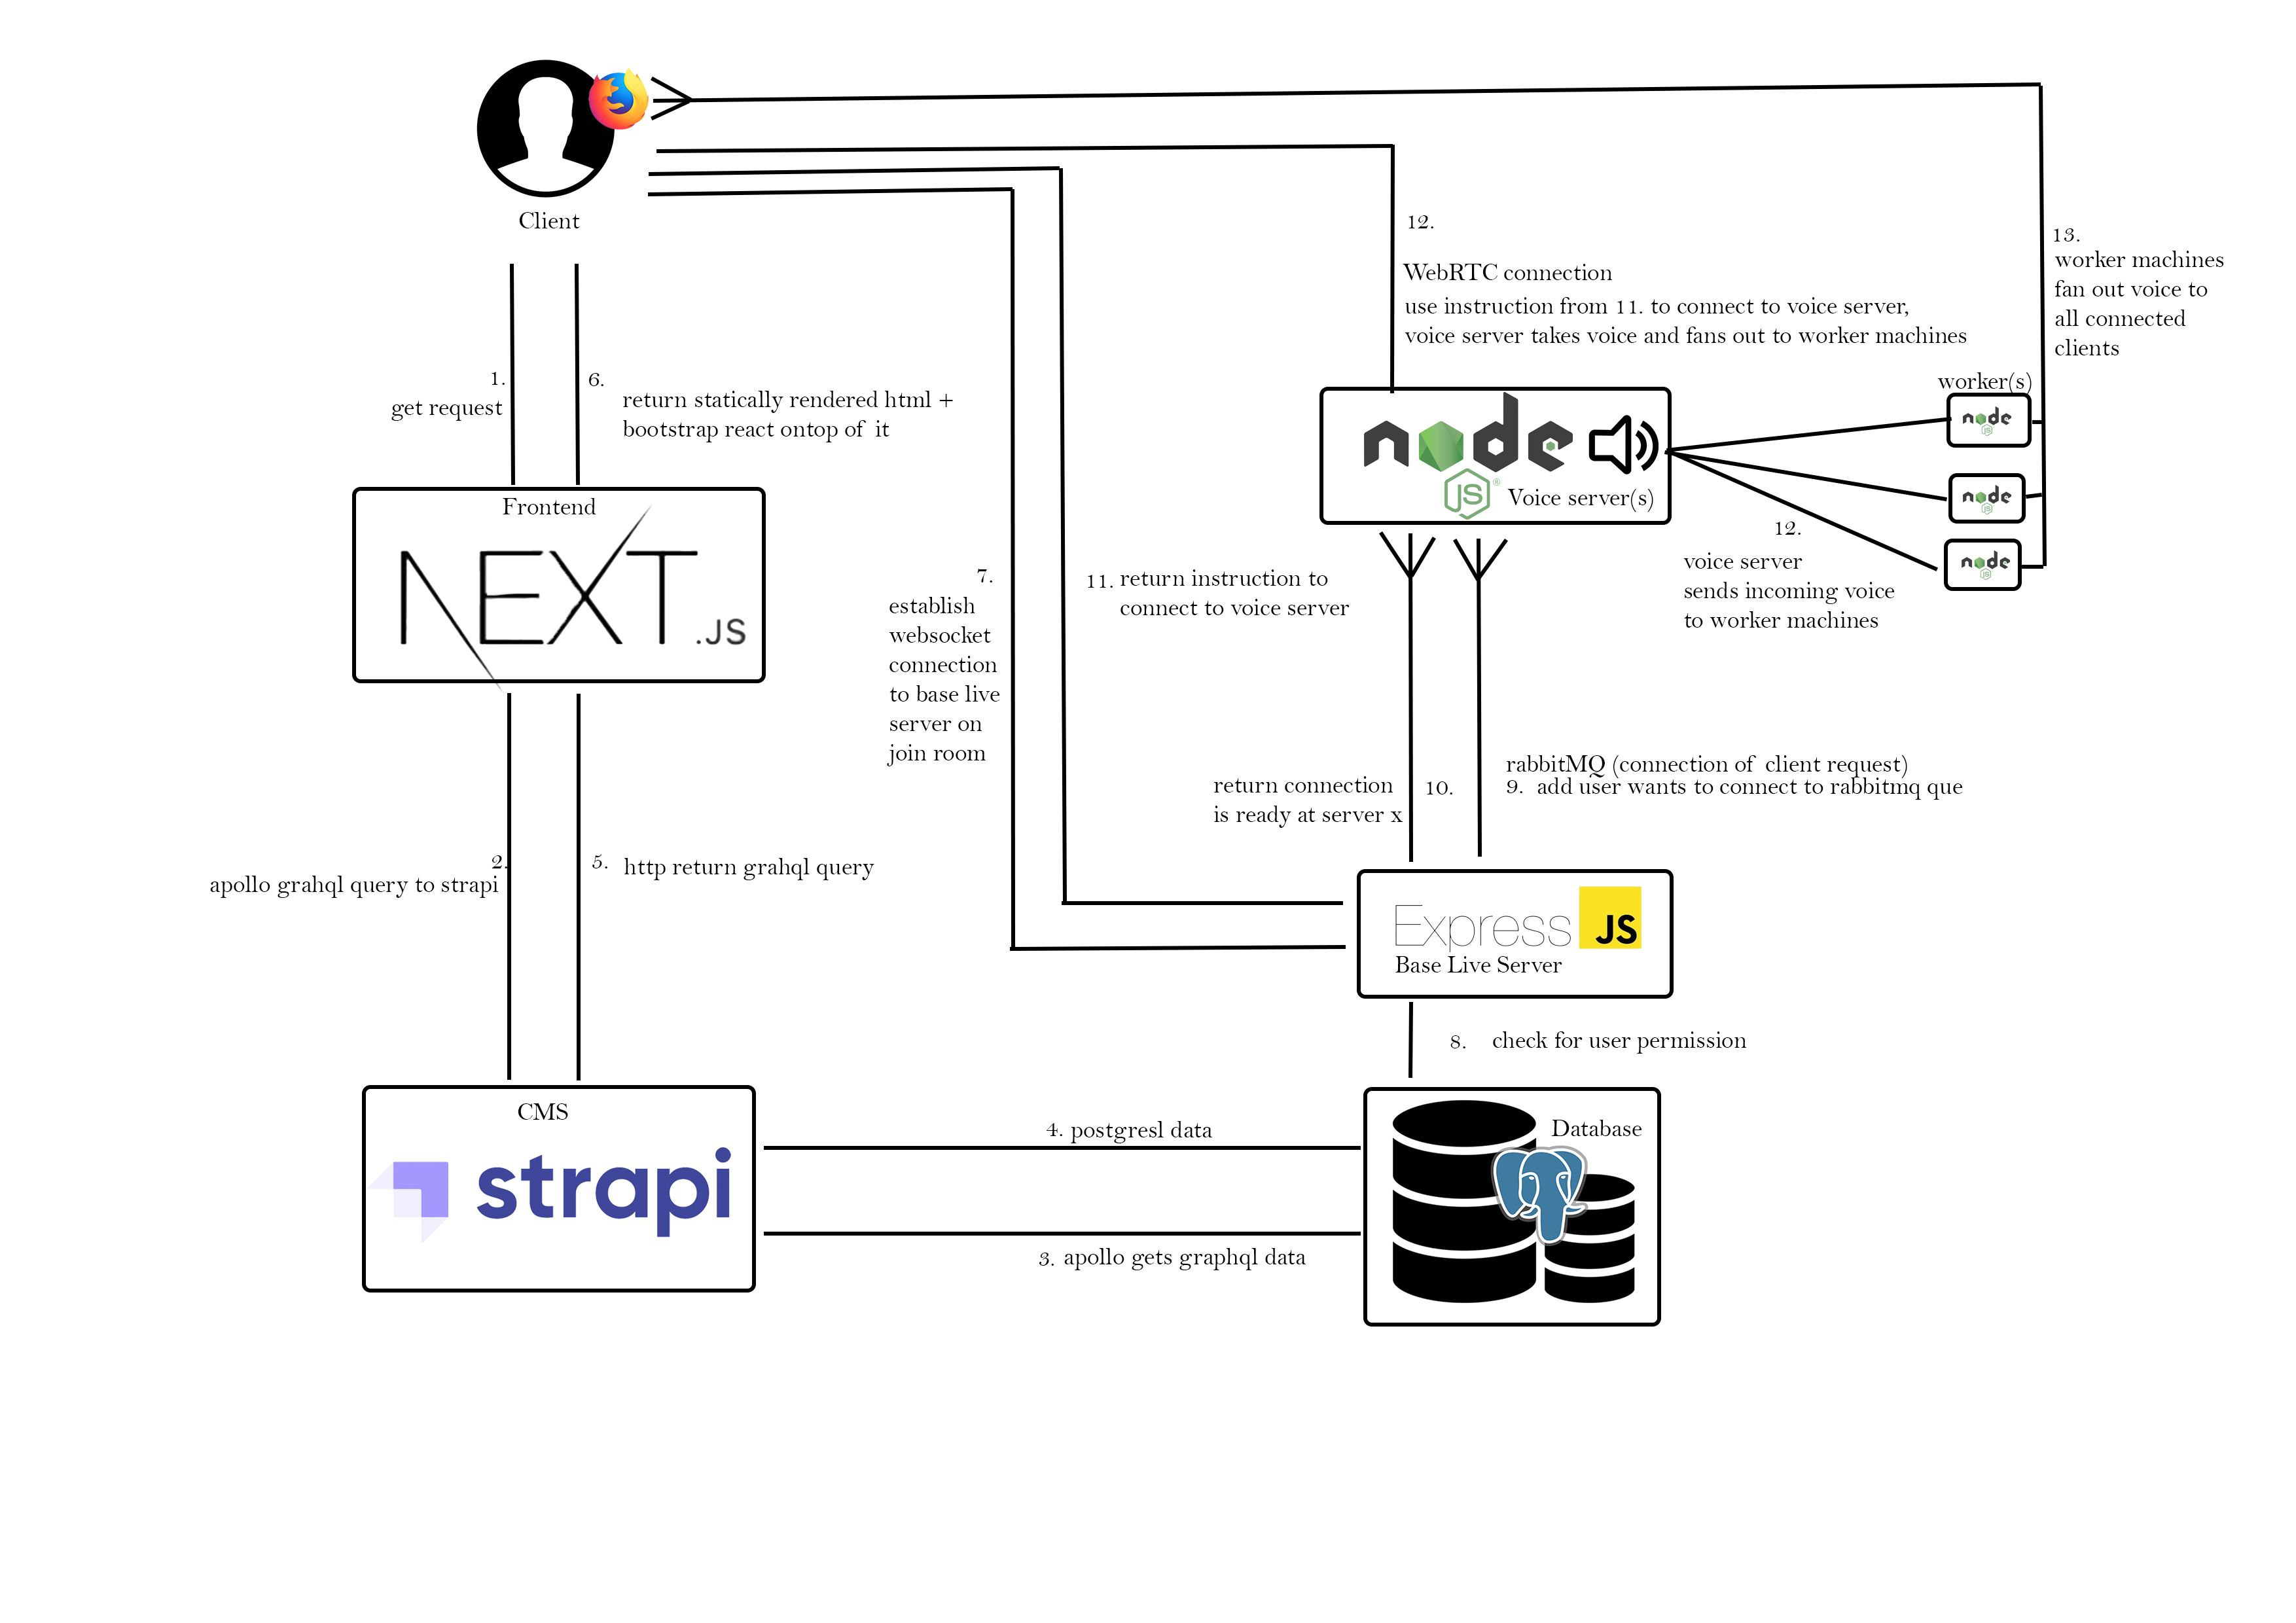 Client
1.
get request
6.
return statically rendered html +
bootstrap react ontop of it
Frontend
NEXT.JS
2.
apollo grahql query to strapi
5.
http return grahql query
CMS
strapi
4. postgresl data
3. apollo gets graphql data
Database
8. check for user permission
Express JS
Base Live Server
7.
establish
websocket
connection
to base live
server on
join room
11. return instruction to
connect to voice server
return connection
is ready at server x
10.
rabbitMQ (connection of client request)
9. add user wants to connect to rabbitmq que
node
JS®
Voice server(s)
12.
WebRTC connection
use instruction from 11. to connect to voice server,
voice server takes voice and fans out to worker machines
12.
voice server
sends incoming voice
to worker machines
worker(s)
node
JS
node
JS
node
JS
13.
worker machines
fan out voice to
all connected
clients